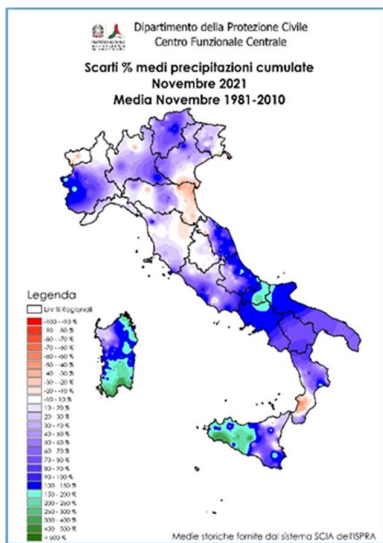 Dipartimento della Protezione Civile
Centro Funzionale Centrale
Scarti % medi precipitazioni cumulate
Novembre 2021
Media Novembre 1981-2010
Legenda
Limiti Regionali
-100 - -90 %
-90 - -80 %
-80 - -70 %
-70 - -60 %
-60 - -50 %
-50 - -40 %
-40 - -30 %
-30 - -20 %
-20 - -10 %
-10 - 10 %
10 - 20 %
20 - 30 %
30 - 40 %
40 - 50 %
50 - 60 %
60 - 70 %
70 - 80 %
80 - 90 %
90 - 100 %
100 - 150 %
150 - 200 %
200 - 250 %
250 - 300 %
300 - 400 %
400 - 500 %
> 500 %
Medie storiche fornite dal sistema SCIA dell'ISPRA